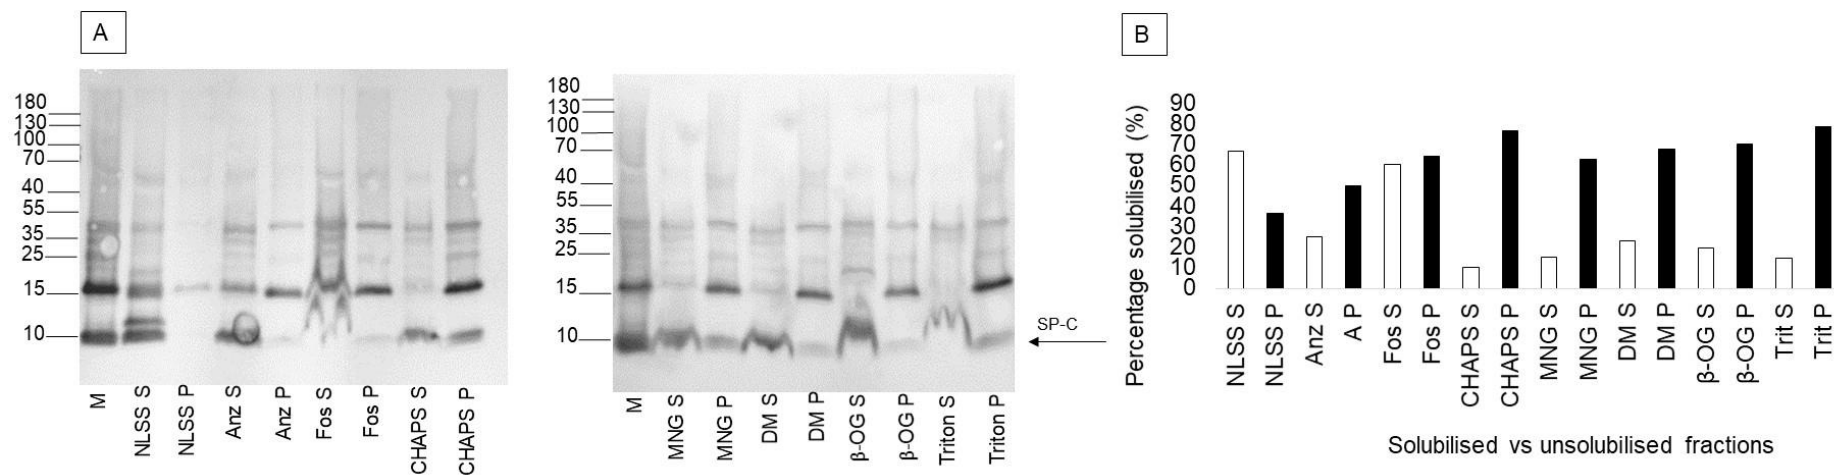 A
180
130
100
70
40
55
35
25
15
10
M
NLSS S
NLSS P
Anz S
Anz P
Fos S
Fos P
CHAPS S
CHAPS P
180
130
100
70
40
55
35
25
15
10
M
MNG S
MNG P
DM S
DM P
β-OG S
β-OG P
Triton S
Triton P
SP-C
B
Percentage solubilised (%)
90
80
70
60
50
40
30
20
10
0
NLSS S
NLSS P
Anz S
A P
Fos S
Fos P
CHAPS S
CHAPS P
MNG S
MNG P
DM S
DM P
β-OG S
β-OG P
Trit S
Trit P
Solubilised vs unsolubilised fractions